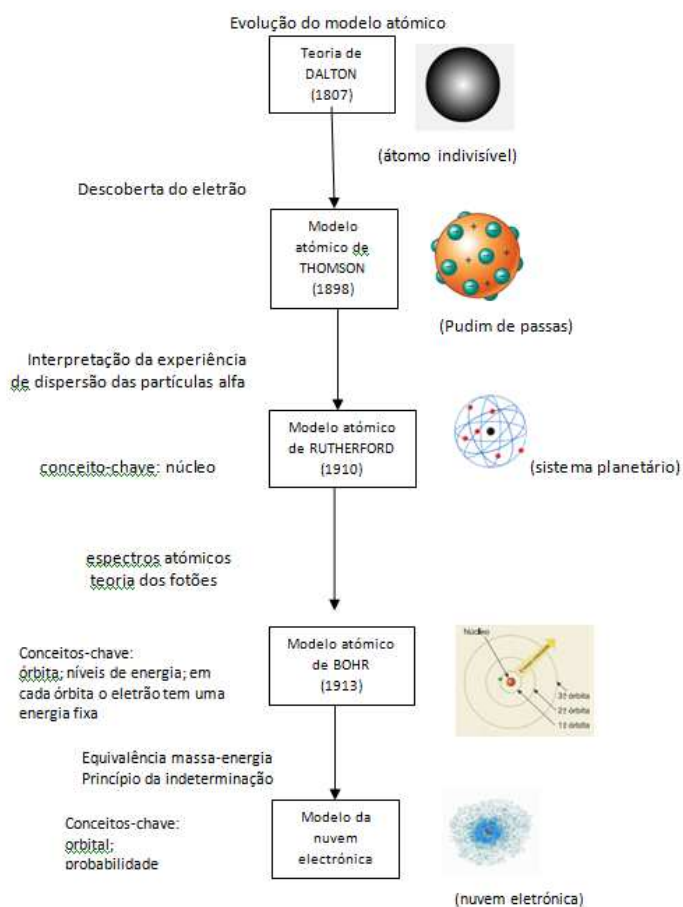 Evolução do modelo atómico
Teoria de
DALTON
(1807)
(átomo indivisível)
Descoberta do eletrão
Modelo
atómico de
THOMSON
(1898)
(Pudim de passas)
Interpretação da experiência
de dispersão das partículas alfa
Modelo atómico
de RUTHERFORD
(1910)
conceito-chave: núcleo
(sistema planetário)
espectros atómicos
teoria dos fotões
Modelo atómico
de BOHR
(1913)
Conceitos-chave:
órbita; níveis de energia; em
cada órbita o eletrão tem uma
energia fixa
Núcleo
3ª órbita
2ª órbita
1ª órbita
Equivalência massa-energia
Princípio da indeterminação
Modelo da
nuvem
electrónica
Conceitos-chave:
orbital;
probabilidade
(nuvem eletrónica)